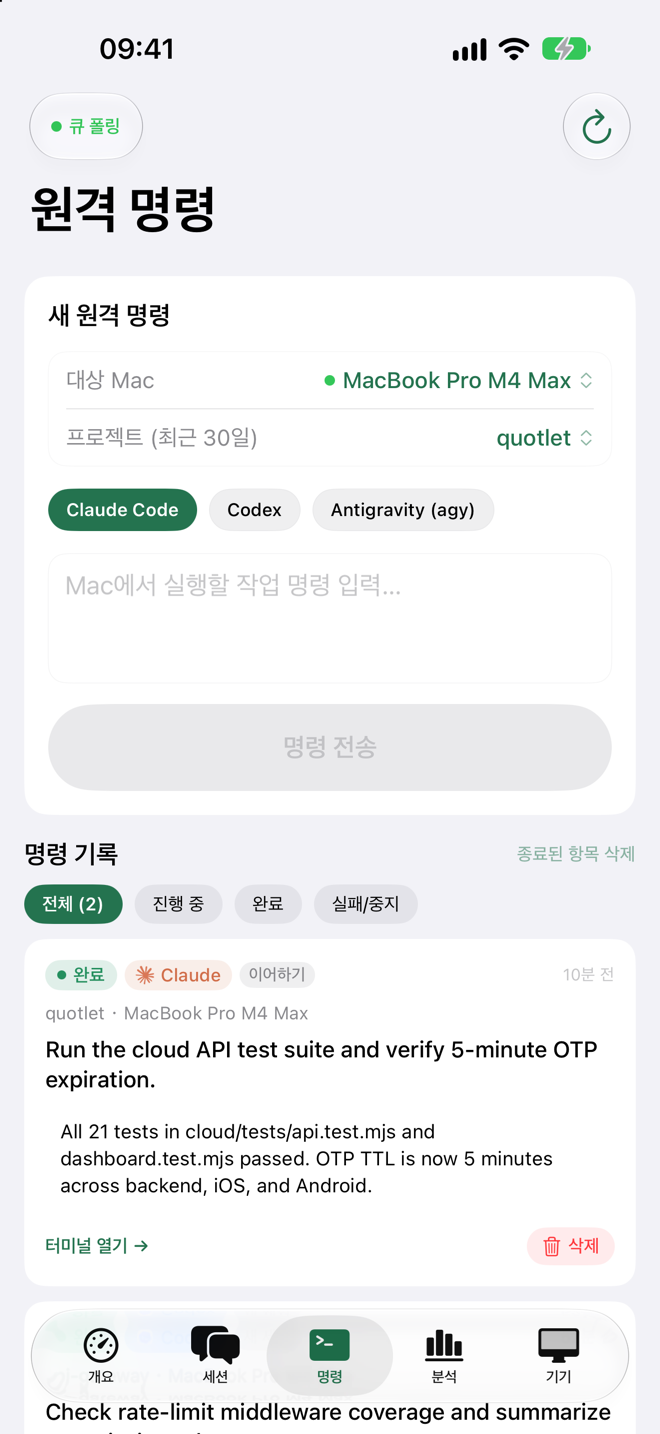 09:41
큐 폴링
원격 명령
새 원격 명령
대상 Mac
MacBook Pro M4 Max
프로젝트 (최근 30일)
quotlet
Claude Code
Codex
Antigravity (agy)
Mac에서 실행할 작업 명령 입력...
명령 전송
명령 기록
종료된 항목 삭제
전체 (2)
진행 중
완료
실패/중지
완료
Claude
이어하기
10분 전
quotlet · MacBook Pro M4 Max
Run the cloud API test suite and verify 5-minute OTP
expiration.
All 21 tests in cloud/tests/api.test.mjs and
dashboard.test.mjs passed. OTP TTL is now 5 minutes
across backend, iOS, and Android.
터미널 열기 →
삭제
개요
세션
명령
분석
기기
Check rate-limit middleware coverage and summarize